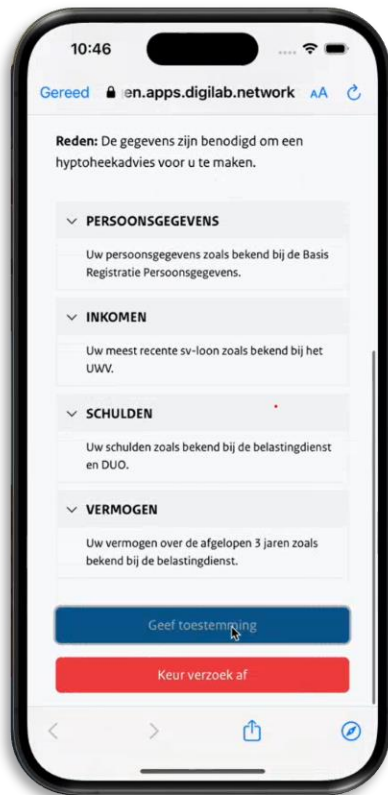 10:46
Gereed en.apps.digilab.network AA
Reden: De gegevens zijn benodigd om een
hyptoheekadvies voor u te maken.
PERSOONSGEGEVENS
Uw persoonsgegevens zoals bekend bij de Basis
Registratie Persoonsgegevens.
INKOMEN
Uw meest recente sv-loon zoals bekend bij het
UWV.
SCHULDEN
Uw schulden zoals bekend bij de belastingdienst
en DUO.
VERMOGEN
Uw vermogen over de afgelopen 3 jaren zoals
bekend bij de belastingdienst.
Geef toestemming
Keur verzoek af